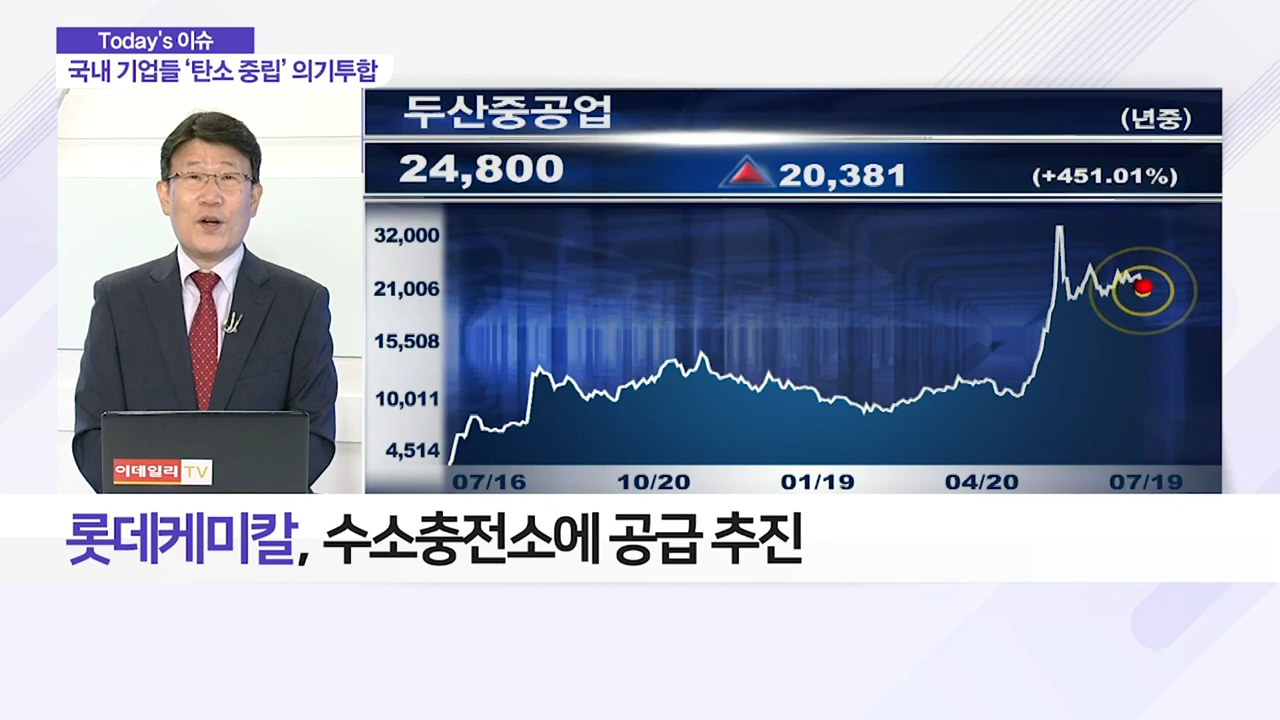 Today's 이슈
국내 기업들 ‘탄소 중립’ 의기투합
두산중공업 (년중)
24,800 20,381 (+451.01%)
32,000
21,006
15,508
10,011
4,514
07/16 10/20 01/19 04/20 07/19
이데일리 TV
롯데케미칼, 수소충전소에 공급 추진